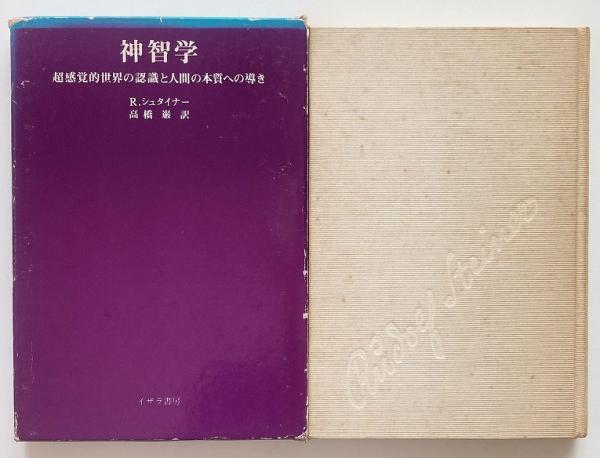 神智学
超感覚的世界の認識と人間の本質への導き
R.シュタイナー
高橋巖訳
イザラ書房
Rudolf Steiner